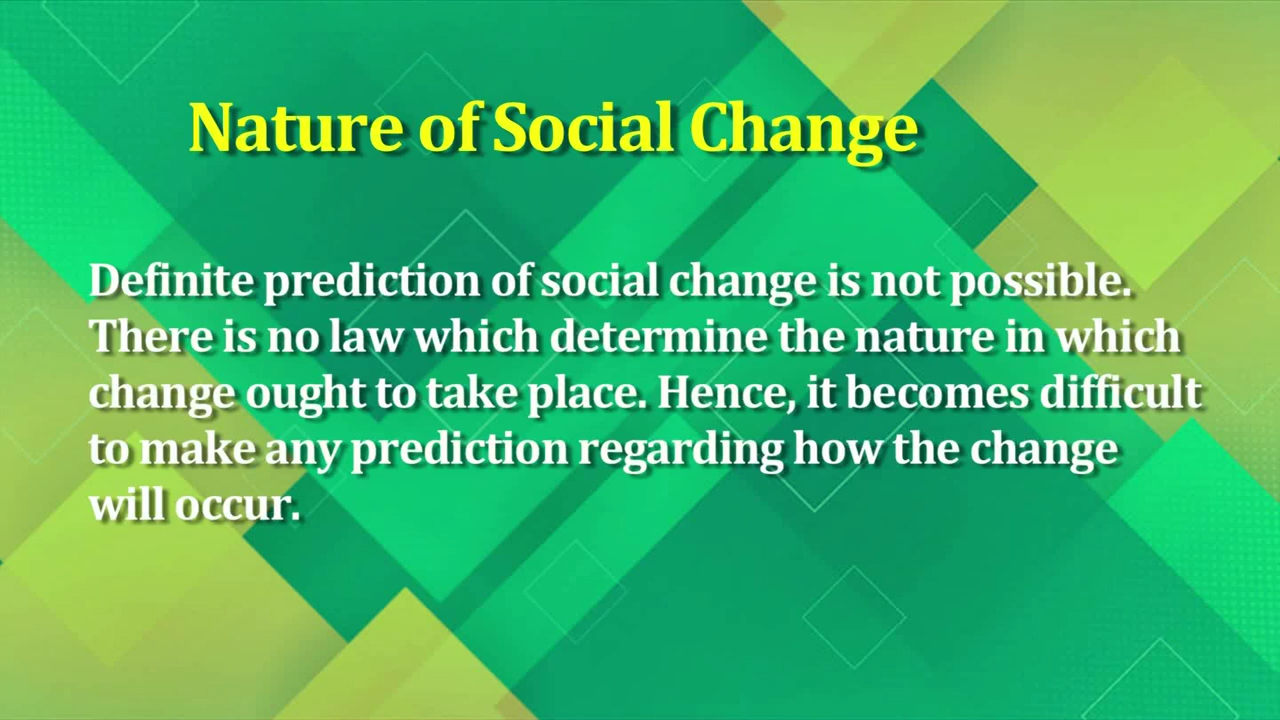 Nature of Social Change
Definite prediction of social change is not possible.
There is no law which determine the nature in which
change ought to take place. Hence, it becomes difficult
to make any prediction regarding how the change
will occur.